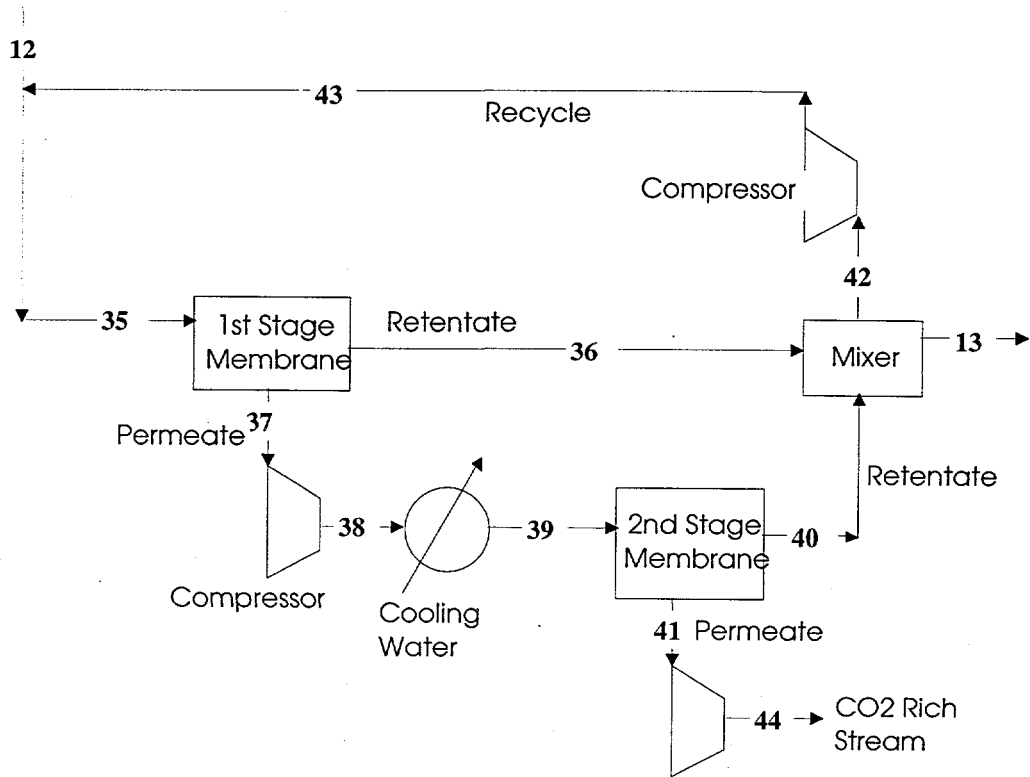 12
43
Recycle
Compressor
42
35
1st Stage
Membrane
Retentate
36
Mixer
13
37
Permeate
Retentate
38
39
2nd Stage
Membrane
40
Compressor
Cooling
Water
41
Permeate
44
CO2 Rich
Stream